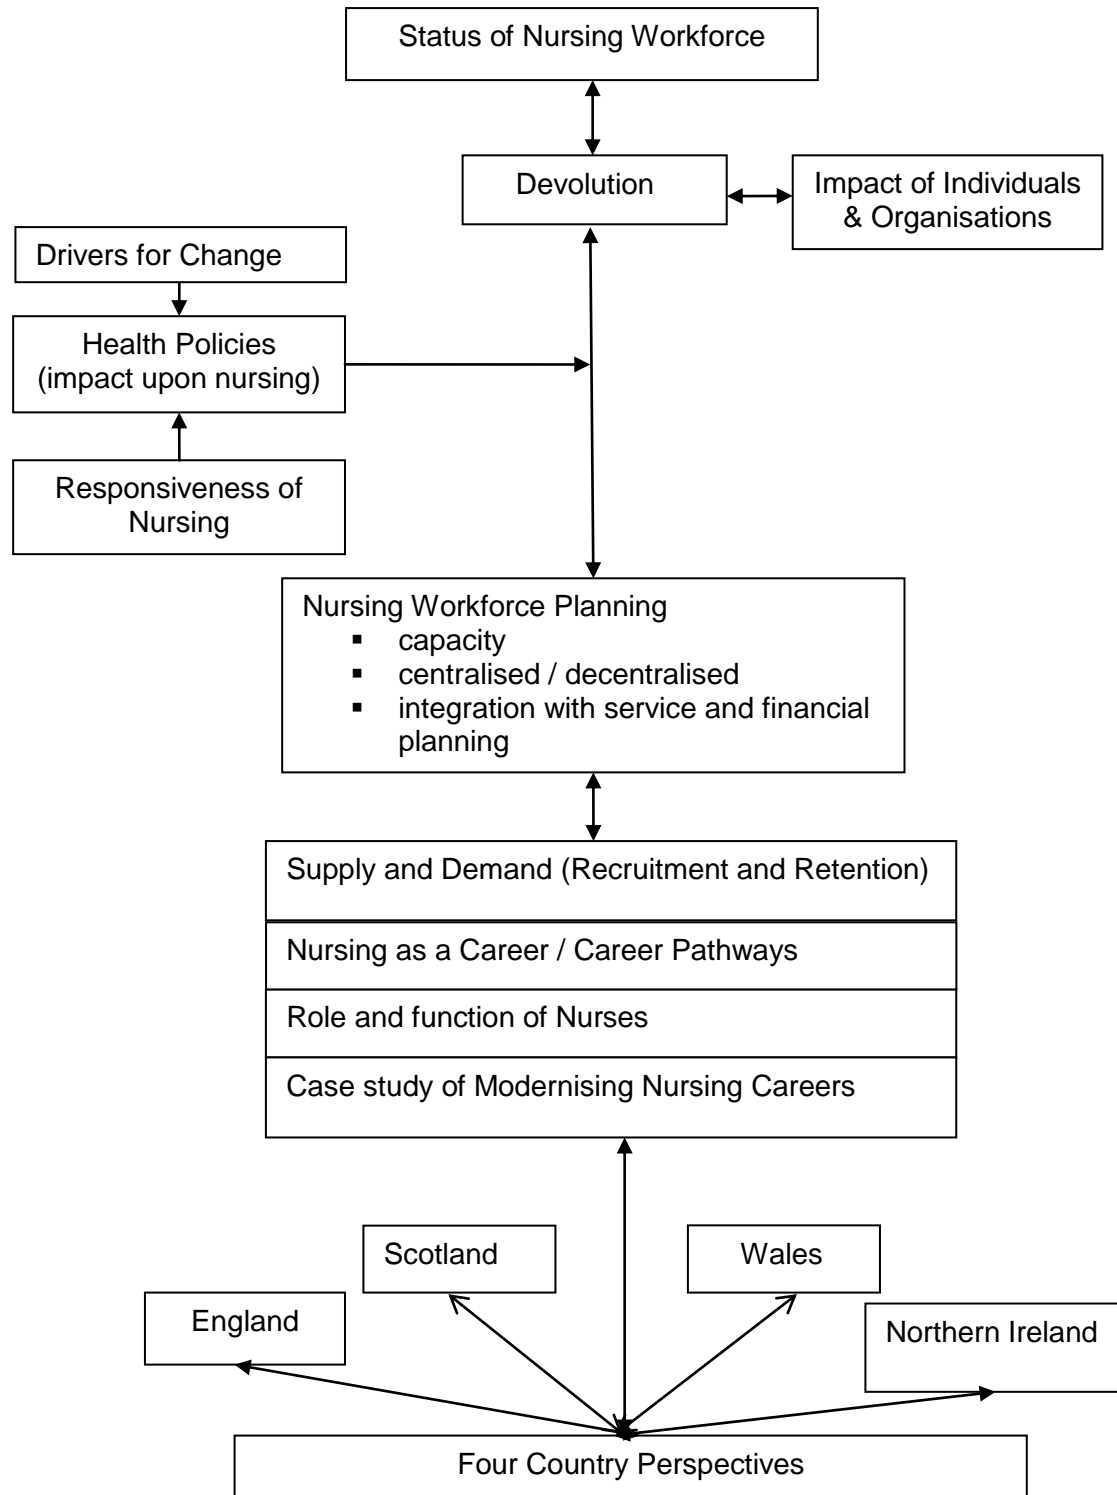 Status of Nursing Workforce
Devolution
Impact of Individuals
& Organisations
Drivers for Change
Health Policies
(impact upon nursing)
Responsiveness of
Nursing
Nursing Workforce Planning
▪ capacity
▪ centralised / decentralised
▪ integration with service and financial
planning
Supply and Demand (Recruitment and Retention)
Nursing as a Career / Career Pathways
Role and function of Nurses
Case study of Modernising Nursing Careers
Scotland
Wales
England
Northern Ireland
Four Country Perspectives